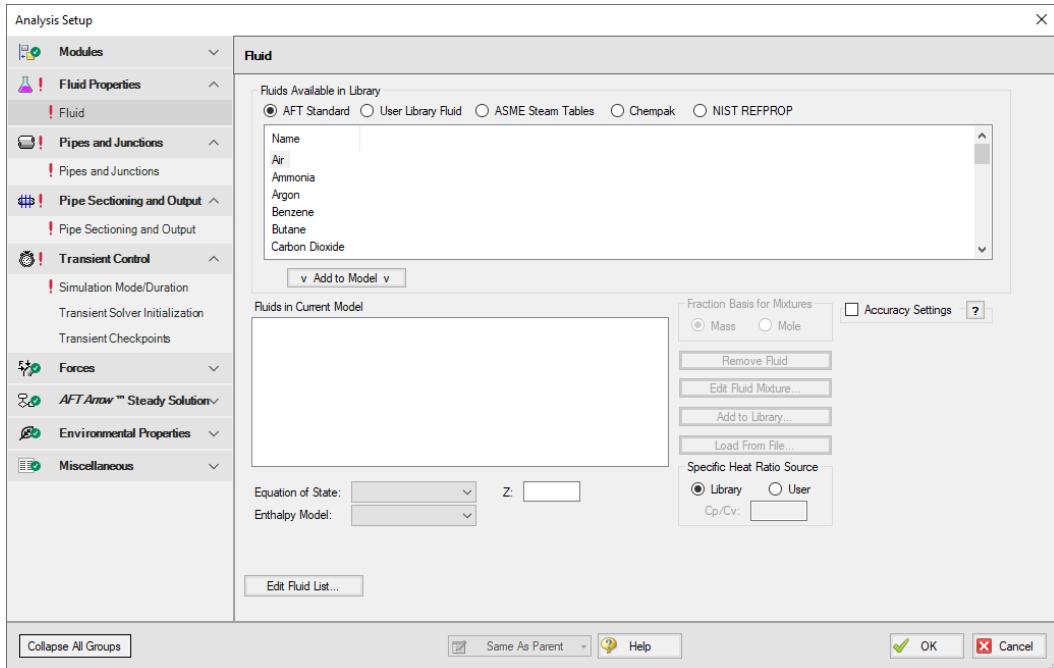 Analysis Setup
Modules
Fluid Properties
Fluid
Pipes and Junctions
Pipes and Junctions
Pipe Sectioning and Output
Pipe Sectioning and Output
Transient Control
Simulation Mode/Duration
Transient Solver Initialization
Transient Checkpoints
Forces
AFT Arrow ™ Steady Solution
Environmental Properties
Miscellaneous
Collapse All Groups
Fluid
Fluids Available in Library
AFT Standard User Library Fluid ASME Steam Tables Chempak NIST REFPROP
Name
Air
Ammonia
Argon
Benzene
Butane
Carbon Dioxide
v Add to Model v
Fluids in Current Model
Fraction Basis for Mixtures
Mass Mole
Accuracy Settings ?
Remove Fluid
Edit Fluid Mixture...
Add to Library...
Load From File...
Specific Heat Ratio Source
Library User
Cp/Cv:
Equation of State: Z:
Enthalpy Model:
Edit Fluid List...
Same As Parent Help OK Cancel